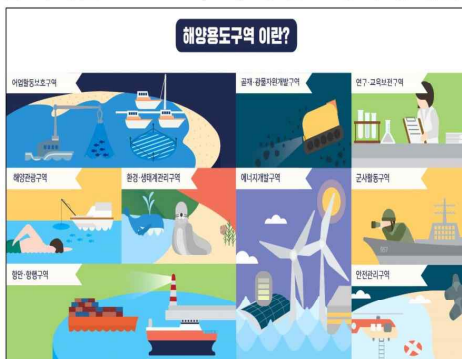 해양용도구역 이란?
어업활동보호구역
골재·광물자원개발구역
연구·교육보전구역
해양관광구역
환경·생태계관리구역
에너지개발구역
군사활동구역
항만·항행구역
안전관리구역